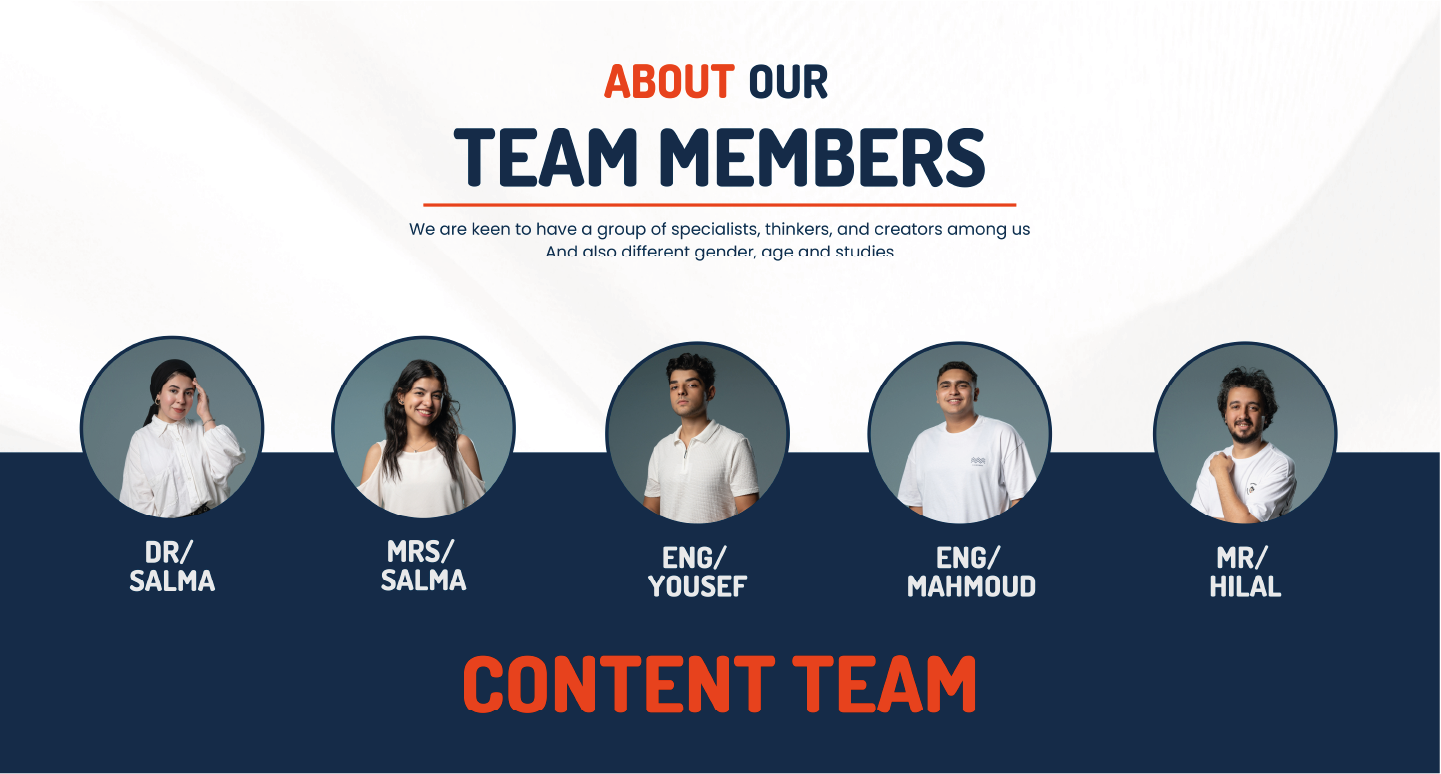 ABOUT OUR
TEAM MEMBERS
We are keen to have a group of specialists, thinkers, and creators among us
And also different gender, age and studies
DR/
SALMA
MRS/
SALMA
ENG/
YOUSEF
ENG/
MAHMOUD
MR/
HILAL
CONTENT TEAM